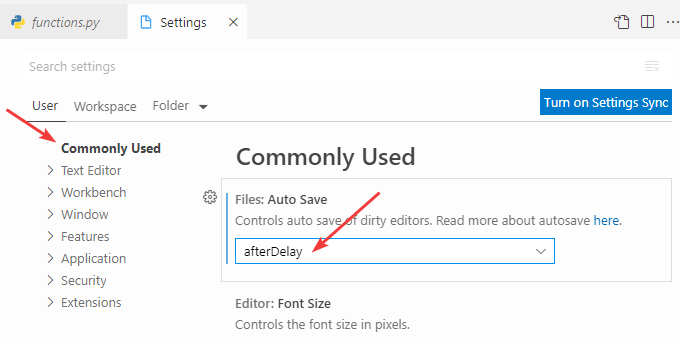 functions.py
Settings
Search settings
User
Workspace
Folder
Turn on Settings Sync
Commonly Used
Text Editor
Workbench
Window
Features
Application
Security
Extensions
Commonly Used
Files: Auto Save
Controls auto save of dirty editors. Read more about autosave here.
afterDelay
Editor: Font Size
Controls the font size in pixels.